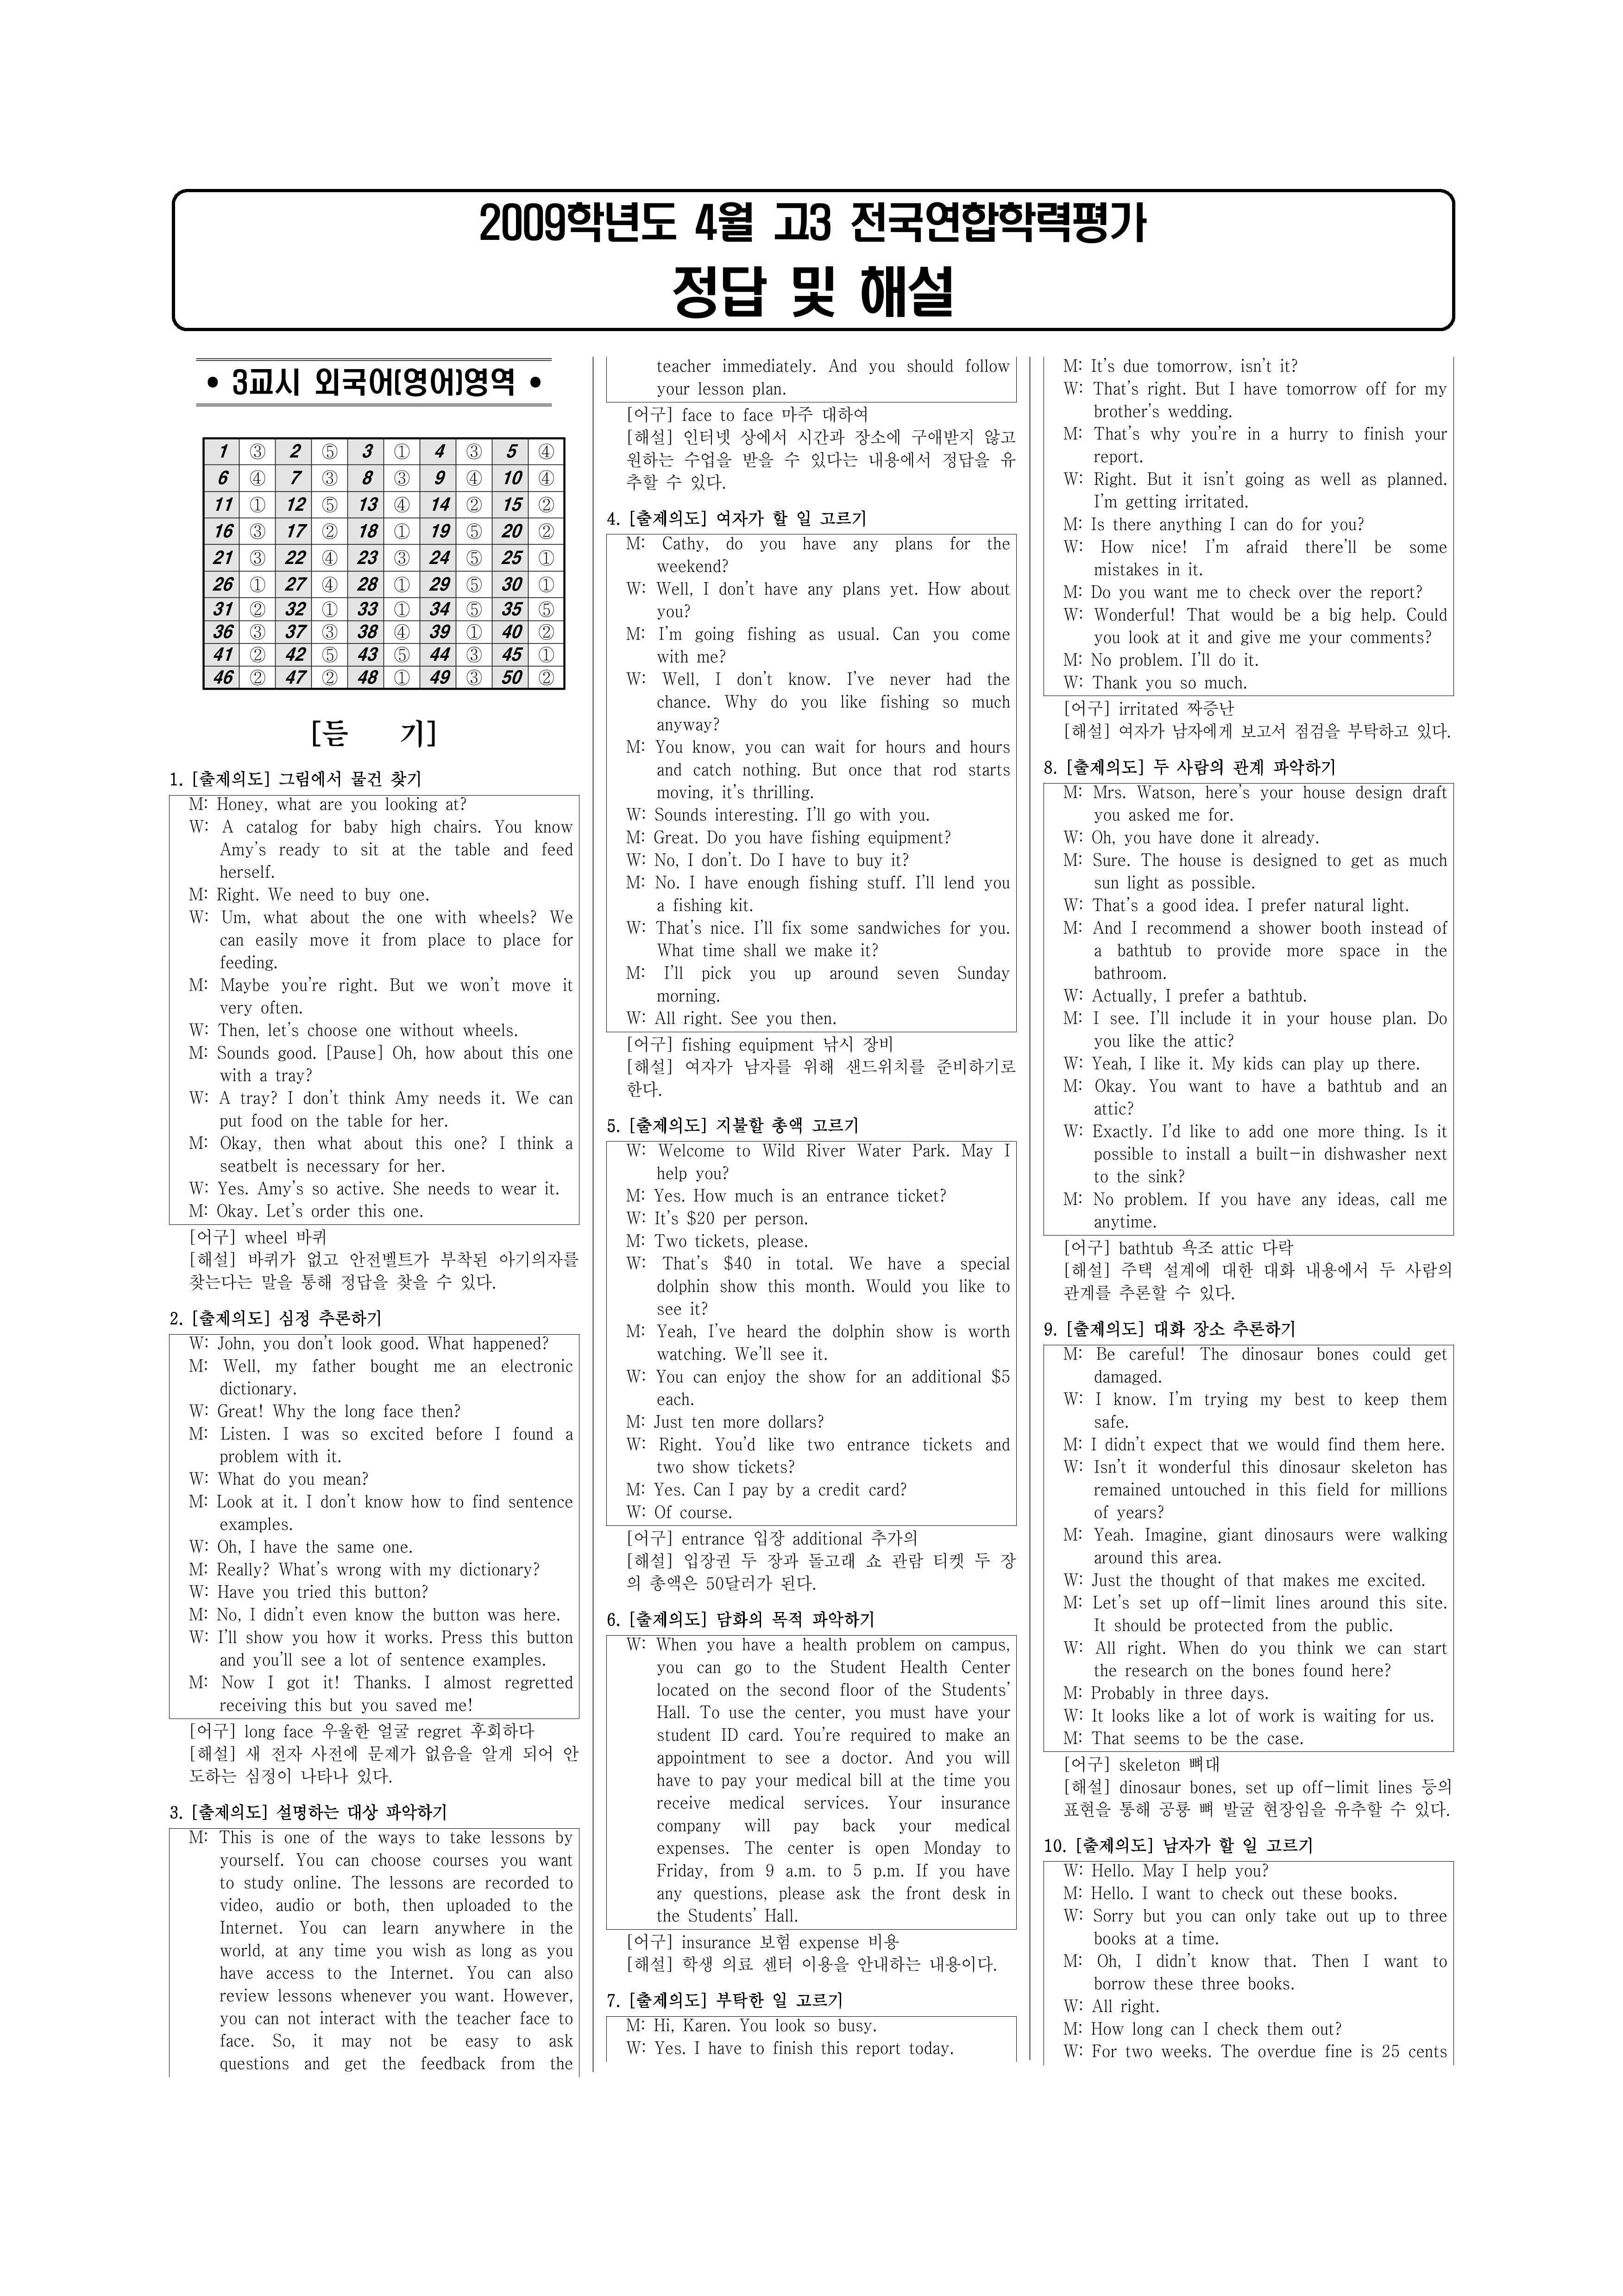 2009학년도 4월 고3 전국연합학력평가
정답 및 해설
• 3교시 외국어(영어)영역 •
1 ③ 2 ⑤ 3 ① 4 ③ 5 ④
6 ④ 7 ③ 8 ③ 9 ④ 10 ④
11 ① 12 ⑤ 13 ④ 14 ② 15 ②
16 ③ 17 ② 18 ① 19 ⑤ 20 ②
21 ③ 22 ④ 23 ③ 24 ⑤ 25 ①
26 ① 27 ④ 28 ① 29 ⑤ 30 ①
31 ② 32 ① 33 ① 34 ⑤ 35 ⑤
36 ③ 37 ③ 38 ④ 39 ① 40 ②
41 ② 42 ⑤ 43 ⑤ 44 ③ 45 ①
46 ② 47 ② 48 ① 49 ③ 50 ②
[듣 기]
1. [출제의도] 그림에서 물건 찾기
M: Honey, what are you looking at?
W: A catalog for baby high chairs. You know
Amy's ready to sit at the table and feed
herself.
M: Right. We need to buy one.
W: Um, what about the one with wheels? We
can easily move it from place to place for
feeding.
M: Maybe you're right. But we won't move it
very often.
W: Then, let's choose one without wheels.
M: Sounds good. [Pause] Oh, how about this one
with a tray?
W: A tray? I don't think Amy needs it. We can
put food on the table for her.
M: Okay, then what about this one? I think a
seatbelt is necessary for her.
W: Yes. Amy's so active. She needs to wear it.
M: Okay. Let's order this one.
[어구] wheel 바퀴
[해설] 바퀴가 없고 안전벨트가 부착된 아기의자를
찾는다는 말을 통해 정답을 찾을 수 있다.
2. [출제의도] 심정 추론하기
W: John, you don't look good. What happened?
M: Well, my father bought me an electronic
dictionary.
W: Great! Why the long face then?
M: Listen. I was so excited before I found a
problem with it.
W: What do you mean?
M: Look at it. I don't know how to find sentence
examples.
W: Oh, I have the same one.
M: Really? What's wrong with my dictionary?
W: Have you tried this button?
M: No, I didn't even know the button was here.
W: I'll show you how it works. Press this button
and you'll see a lot of sentence examples.
M: Now I got it! Thanks. I almost regretted
receiving this but you saved me!
[어구] long face 우울한 얼굴 regret 후회하다
[해설] 새 전자 사전에 문제가 없음을 알게 되어 안
도하는 심정이 나타나 있다.
3. [출제의도] 설명하는 대상 파악하기
M: This is one of the ways to take lessons by
yourself. You can choose courses you want
to study online. The lessons are recorded to
video, audio or both, then uploaded to the
Internet. You can learn anywhere in the
world, at any time you wish as long as you
have access to the Internet. You can also
review lessons whenever you want. However,
you can not interact with the teacher face to
face. So, it may not be easy to ask
questions and get the feedback from the
teacher immediately. And you should follow
your lesson plan.
[어구] face to face 마주 대하여
[해설] 인터넷 상에서 시간과 장소에 구애받지 않고
원하는 수업을 받을 수 있다는 내용에서 정답을 유
추할 수 있다.
4. [출제의도] 여자가 할 일 고르기
M: Cathy, do you have any plans for the
weekend?
W: Well, I don't have any plans yet. How about
you?
M: I'm going fishing as usual. Can you come
with me?
W: Well, I don't know. I've never had the
chance. Why do you like fishing so much
anyway?
M: You know, you can wait for hours and hours
and catch nothing. But once that rod starts
moving, it's thrilling.
W: Sounds interesting. I'll go with you.
M: Great. Do you have fishing equipment?
W: No, I don't. Do I have to buy it?
M: No. I have enough fishing stuff. I'll lend you
a fishing kit.
W: That's nice. I'll fix some sandwiches for you.
What time shall we make it?
M: I'll pick you up around seven Sunday
morning.
W: All right. See you then.
[어구] fishing equipment 낚시 장비
[해설] 여자가 남자를 위해 샌드위치를 준비하기로
한다.
5. [출제의도] 지불할 총액 고르기
W: Welcome to Wild River Water Park. May I
help you?
M: Yes. How much is an entrance ticket?
W: It's $20 per person.
M: Two tickets, please.
W: That's $40 in total. We have a special
dolphin show this month. Would you like to
see it?
M: Yeah, I've heard the dolphin show is worth
watching. We'll see it.
W: You can enjoy the show for an additional $5
each.
M: Just ten more dollars?
W: Right. You'd like two entrance tickets and
two show tickets?
M: Yes. Can I pay by a credit card?
W: Of course.
[어구] entrance 입장 additional 추가의
[해설] 입장권 두 장과 돌고래 쇼 관람 티켓 두 장
의 총액은 50달러가 된다.
6. [출제의도] 담화의 목적 파악하기
W: When you have a health problem on campus,
you can go to the Student Health Center
located on the second floor of the Students'
Hall. To use the center, you must have your
student ID card. You're required to make an
appointment to see a doctor. And you will
have to pay your medical bill at the time you
receive medical services. Your insurance
company will pay back your medical
expenses. The center is open Monday to
Friday, from 9 a.m. to 5 p.m. If you have
any questions, please ask the front desk in
the Students' Hall.
[어구] insurance 보험 expense 비용
[해설] 학생 의료 센터 이용을 안내하는 내용이다.
7. [출제의도] 부탁한 일 고르기
M: Hi, Karen. You look so busy.
W: Yes. I have to finish this report today.
M: It's due tomorrow, isn't it?
W: That's right. But I have tomorrow off for my
brother's wedding.
M: That's why you're in a hurry to finish your
report.
W: Right. But it isn't going as well as planned.
I'm getting irritated.
M: Is there anything I can do for you?
W: How nice! I'm afraid there'll be some
mistakes in it.
M: Do you want me to check over the report?
W: Wonderful! That would be a big help. Could
you look at it and give me your comments?
M: No problem. I'll do it.
W: Thank you so much.
[어구] irritated 짜증난
[해설] 여자가 남자에게 보고서 점검을 부탁하고 있다.
8. [출제의도] 두 사람의 관계 파악하기
M: Mrs. Watson, here's your house design draft
you asked me for.
W: Oh, you have done it already.
M: Sure. The house is designed to get as much
sun light as possible.
W: That's a good idea. I prefer natural light.
M: And I recommend a shower booth instead of
a bathtub to provide more space in the
bathroom.
W: Actually, I prefer a bathtub.
M: I see. I'll include it in your house plan. Do
you like the attic?
W: Yeah, I like it. My kids can play up there.
M: Okay. You want to have a bathtub and an
attic?
W: Exactly. I'd like to add one more thing. Is it
possible to install a built-in dishwasher next
to the sink?
M: No problem. If you have any ideas, call me
anytime.
[어구] bathtub 욕조 attic 다락
[해설] 주택 설계에 대한 대화 내용에서 두 사람의
관계를 추론할 수 있다.
9. [출제의도] 대화 장소 추론하기
M: Be careful! The dinosaur bones could get
damaged.
W: I know. I'm trying my best to keep them
safe.
M: I didn't expect that we would find them here.
W: Isn't it wonderful this dinosaur skeleton has
remained untouched in this field for millions
of years?
M: Yeah. Imagine, giant dinosaurs were walking
around this area.
W: Just the thought of that makes me excited.
M: Let's set up off-limit lines around this site.
It should be protected from the public.
W: All right. When do you think we can start
the research on the bones found here?
M: Probably in three days.
W: It looks like a lot of work is waiting for us.
M: That seems to be the case.
[어구] skeleton 뼈대
[해설] dinosaur bones, set up off-limit lines 등의
표현을 통해 공룡 뼈 발굴 현장임을 유추할 수 있다.
10. [출제의도] 남자가 할 일 고르기
W: Hello. May I help you?
M: Hello. I want to check out these books.
W: Sorry but you can only take out up to three
books at a time.
M: Oh, I didn't know that. Then I want to
borrow these three books.
W: All right.
M: How long can I check them out?
W: For two weeks. The overdue fine is 25 cents